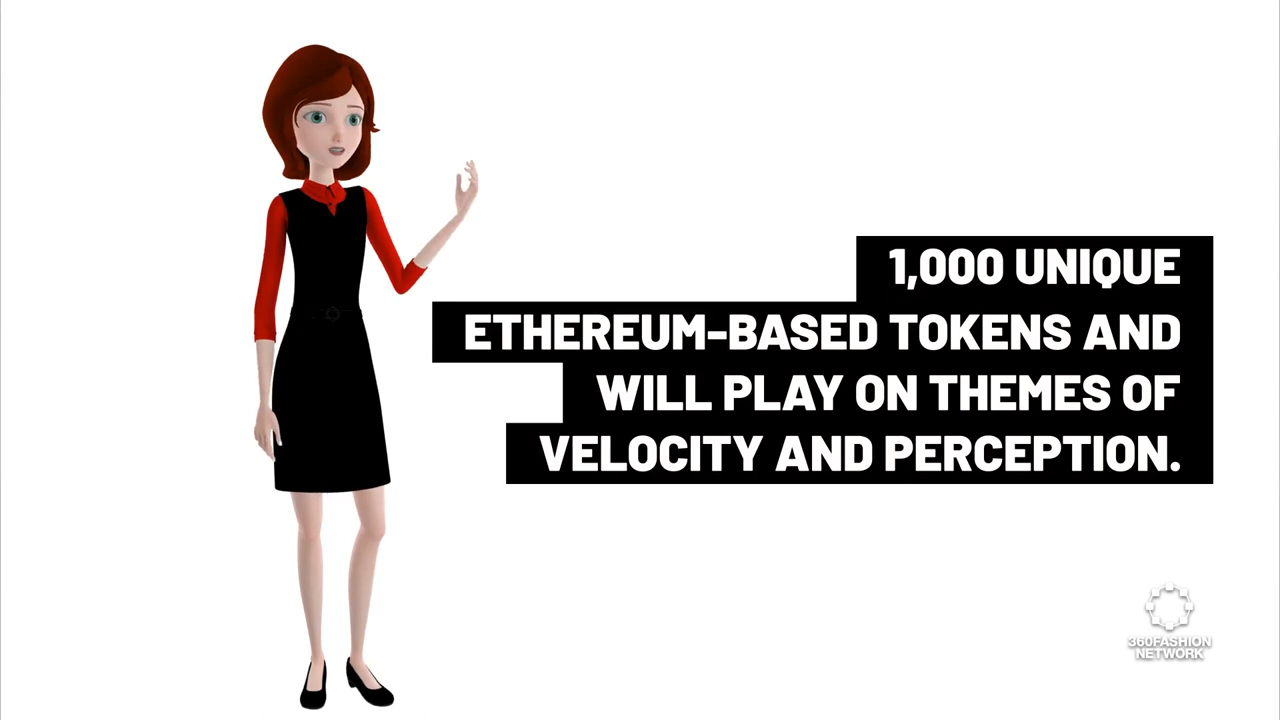 1,000 UNIQUE
ETHEREUM-BASED TOKENS AND
WILL PLAY ON THEMES OF
VELOCITY AND PERCEPTION.
360FASHION
NETWORK